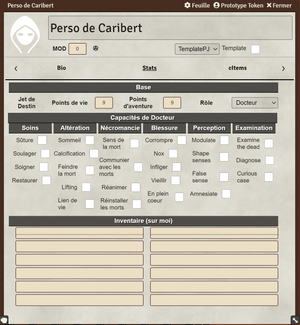 Perso de Caribert
Feuille Prototype Token Fermer
Perso de Caribert
MOD 0 TemplatePJ Template
Bio Stats cItems
Base
Jet de Destin Points de vie 9 Points d'aventure 9 Rôle Docteur
Capacités de Docteur
Soins Altération Nécromancie Blessure Perception Examination
Suture Sommeil Sens de la mort Corrompre Modulate Examine the dead
Soulager Calcification Communier avec les morts Nox Shape senses Diagnose
Soigner Feindre la mort Infliger False sense Curious case
Restaurer Lifting Réanimer Vieillir Amnesiate
Lien de vie Réinstaller les morts En plein coeur
Inventaire (sur moi)